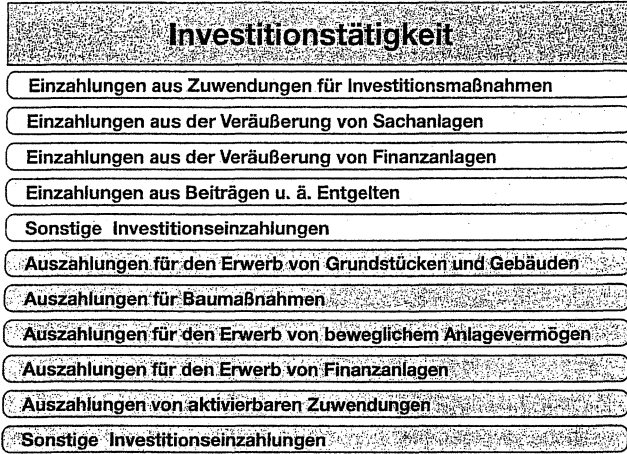 Investitionstätigkeit
Einzahlungen aus Zuwendungen für Investitionsmaßnahmen
Einzahlungen aus der Veräußerung von Sachanlagen
Einzahlungen aus der Veräußerung von Finanzanlagen
Einzahlungen aus Beiträgen u. ä. Entgelten
Sonstige Investitionseinzahlungen
Auszahlungen für den Erwerb von Grundstücken und Gebäuden
Auszahlungen für Baumaßnahmen
Auszahlungen für den Erwerb von beweglichem Anlagevermögen
Auszahlungen für den Erwerb von Finanzanlagen
Auszahlungen von aktivierbaren Zuwendungen
Sonstige Investitionseinzahlungen